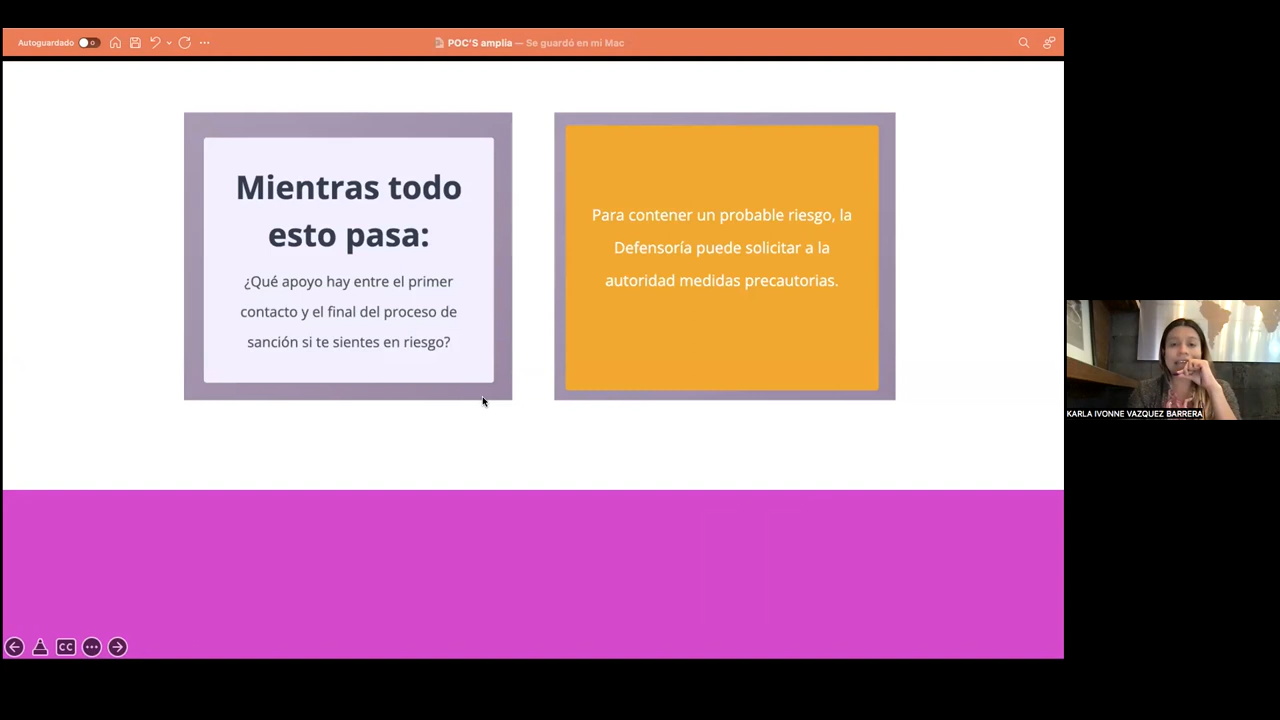 Autoguardado
POC'S amplia — Se guardó en mi Mac
Mientras todo
esto pasa:
¿Qué apoyo hay entre el primer
contacto y el final del proceso de
sanción si te sientes en riesgo?
Para contener un probable riesgo, la
Defensoría puede solicitar a la
autoridad medidas precautorias.
KARLA IVONNE VAZQUEZ BARRERA
CC